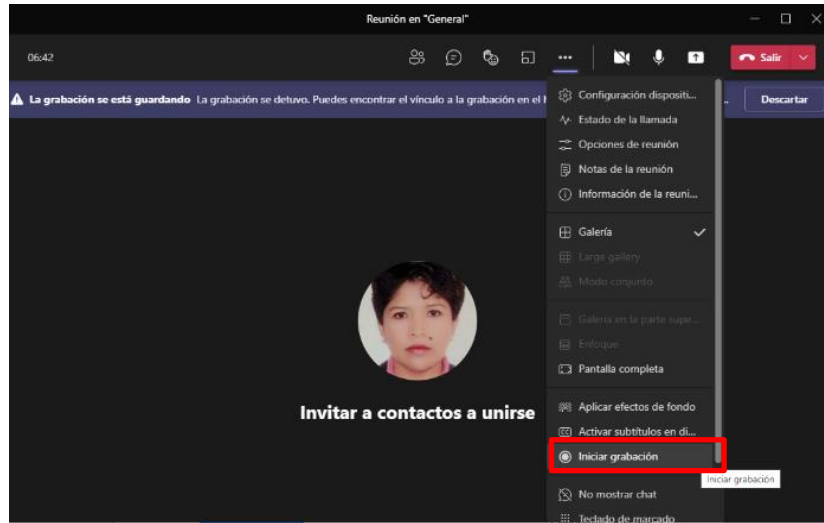 Reunión en "General"
06:42
Salir
La grabación se está guardando La grabación se detuvo. Puedes encontrar el vínculo a la grabación en el
Descartar
Configuración dispositi...
Estado de la llamada
Opciones de reunión
Notas de la reunión
Información de la reuni...
Galería
Large gallery
Modo conjunto
Galería en la parte supe...
Enfoque
Pantalla completa
Invitar a contactos a unirse
Aplicar efectos de fondo
CC Activar subtítulos en di...
Iniciar grabación
Iniciar grabación
No mostrar chat
Teclado de marcado